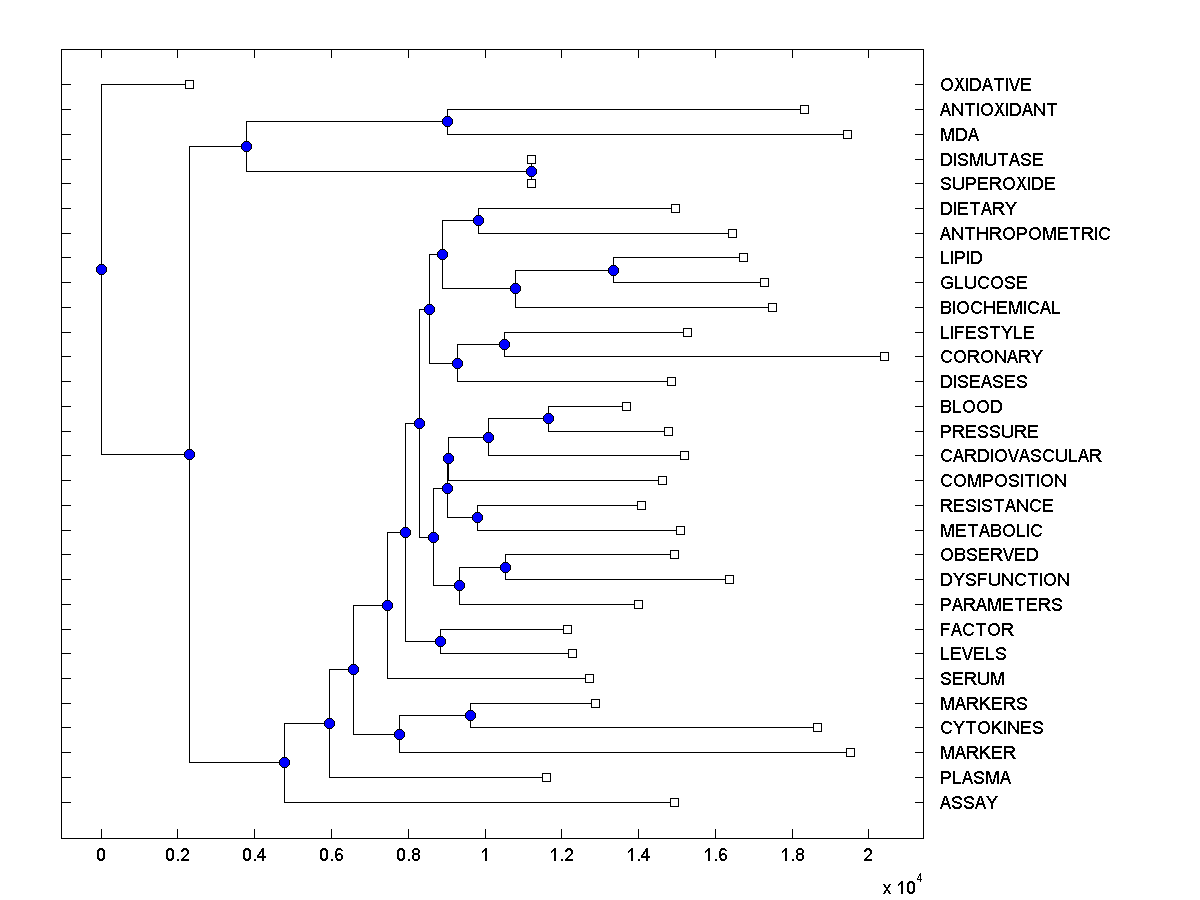 OXIDATIVE
ANTIOXIDANT
MDA
DISMUTASE
SUPEROXIDE
DIETARY
ANTHROPOMETRIC
LIPID
GLUCOSE
BIOCHEMICAL
LIFESTYLE
CORONARY
DISEASES
BLOOD
PRESSURE
CARDIOVASCULAR
COMPOSITION
RESISTANCE
METABOLIC
OBSERVED
DYSFUNCTION
PARAMETERS
FACTOR
LEVELS
SERUM
MARKERS
CYTOKINES
MARKER
PLASMA
ASSAY
0 0.2 0.4 0.6 0.8 1 1.2 1.4 1.6 1.8 2
x 10^4